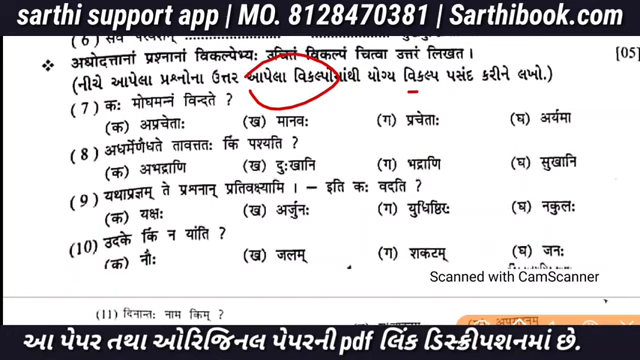 sarthi support app | MO. 8128470381 | Sarthibook.com
❖ अधोदत्तानां प्रश्नानां विकल्पेभ्यः उचितं विकल्पं चित्वा उत्तरं लिखत । [05]
(નીચે આપેલા પ્રશ્નોના ઉત્તર આપેલા વિકલ્પોમાંથી યોગ્ય વિકલ્પ પસંદ કરીને લખો.)
(7) कः मोघमन्नं विन्दते ?
(क) अप्रचेताः (ख) मानवः (ग) प्रचेताः (घ) अर्यमा
(8) अधर्मेणैधते तावत्ततः किं पश्यति ?
(क) अभद्राणि (ख) दुःखानि (ग) भद्राणि (घ) सुखानि
(9) यथाप्रज्ञम् ते प्रश्नान् प्रतिवक्ष्यामि । – इति कः वदति ?
(क) यक्षः (ख) अर्जुनः (ग) युधिष्ठिरः (घ) नकुलः
(10) उदके किं न यांति ?
(क) नौः (ख) जलम् (ग) शकटम् (घ) जनः
Scanned with CamScanner
(11) दिनान्तः नाम किम् ?
આ પેપર તથા ઓરિજિનલ પેપરની pdf લિંક ડિસ્ક્રીપશનમાં છે.